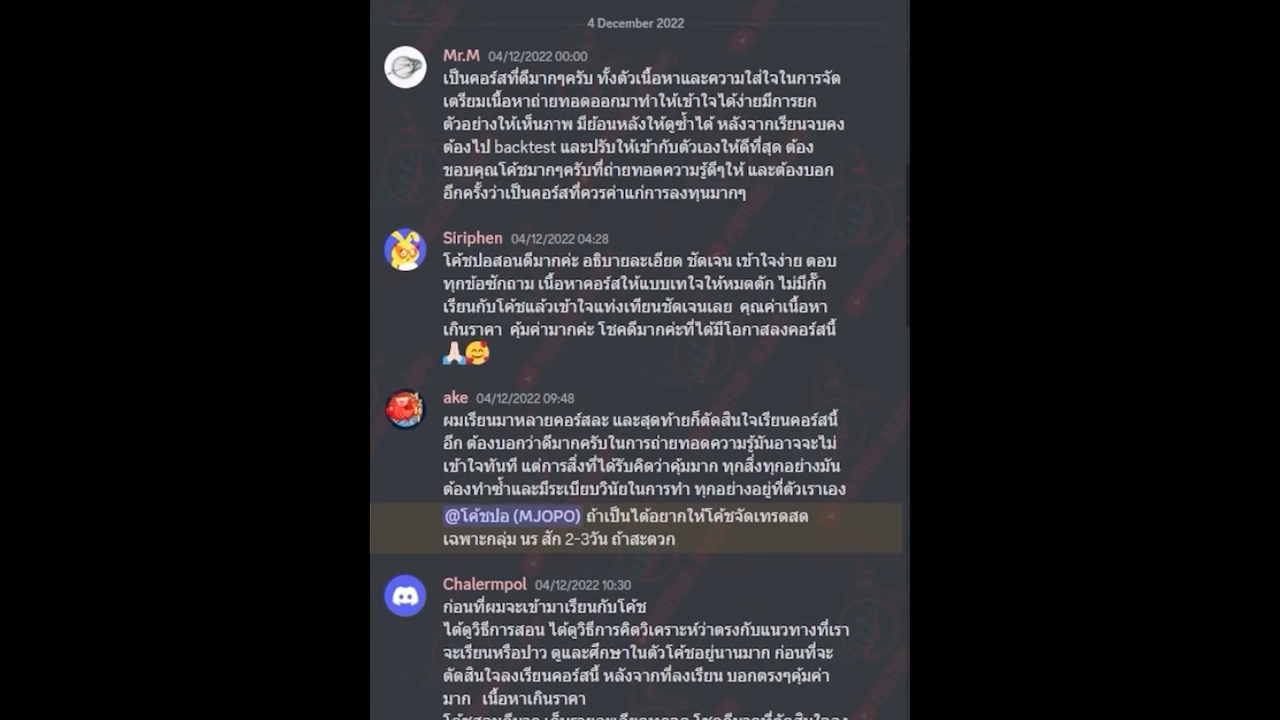 4 December 2022
Mr.M 04/12/2022 00:00
เป็นคอร์สที่ดีมากๆครับ ทั้งตัวเนื้อหาและความใส่ใจในการจัด
เตรียมเนื้อหาถ่ายทอดออกมาทำให้เข้าใจได้ง่ายมีการยก
ตัวอย่างให้เห็นภาพ มีย้อนหลังให้ดูซ้ำได้ หลังจากเรียนจบคง
ต้องไป backtest และปรับให้เข้ากับตัวเองให้ดีที่สุด ต้อง
ขอบคุณโค้ชมากๆครับที่ถ่ายทอดความรู้ดีๆให้ และต้องบอก
อีกครั้งว่าเป็นคอร์สที่ควรค่าแก่การลงทุนมากๆ
Siriphen 04/12/2022 04:28
โค้ชปอสอนดีมากค่ะ อธิบายละเอียด ชัดเจน เข้าใจง่าย ตอบ
ทุกข้อซักถาม เนื้อหาคอร์สให้แบบเทใจให้หมดตัก ไม่มีกั๊ก
เรียนกับโค้ชแล้วเข้าใจแท่งเทียนชัดเจนเลย คุณค่าเนื้อหา
เกินราคา คุ้มค่ามากค่ะ โชคดีมากค่ะที่ได้มีโอกาสลงคอร์สนี้
🙏🏻🥰
ake 04/12/2022 09:48
ผมเรียนมาหลายคอร์สละ และสุดท้ายก็ตัดสินใจเรียนคอร์สนี้
อีก ต้องบอกว่าดีมากครับในการถ่ายทอดความรู้มันอาจจะไม่
เข้าใจทันที แต่การสิ่งที่ได้รับคิดว่าคุ้มมาก ทุกสิ่งทุกอย่างมัน
ต้องทำซ้ำและมีระเบียบวินัยในการทำ ทุกอย่างอยู่ที่ตัวเราเอง
@โค้ชปอ (MJOPO) ถ้าเป็นได้อยากให้โค้ชจัดเทรดสด
เฉพาะกลุ่ม นร สัก 2-3วัน ถ้าสะดวก
Chalermpol 04/12/2022 10:30
ก่อนที่ผมจะเข้ามาเรียนกับโค้ช
ได้ดูวิธีการสอน ได้ดูวิธีการคิดวิเคราะห์ว่าตรงกับแนวทางที่เรา
จะเรียนหรือปาว ดูและศึกษาในตัวโค้ชอยู่นานมาก ก่อนที่จะ
ตัดสินใจลงเรียนคอร์สนี้ หลังจากที่ลงเรียน บอกตรงๆคุ้มค่า
มาก เนื้อหาเกินราคา